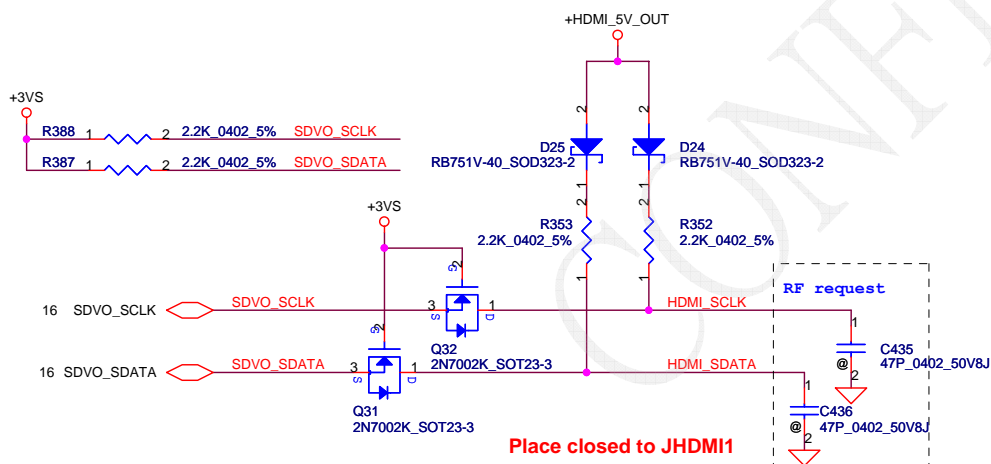 +HDMI_5V_OUT
+3VS
R388 1 2 2.2K_0402_5% SDVO_SCLK
R387 1 2 2.2K_0402_5% SDVO_SDATA
2 2
D25 D24
RB751V-40_SOD323-2 RB751V-40_SOD323-2
1 1
2 2
R353 R352
2.2K_0402_5% 2.2K_0402_5%
1 1
+3VS
2 G
RF request
16 SDVO_SCLK SDVO_SCLK 3 S 1 D HDMI_SCLK
Q32
2N7002K_SOT23-3
2 G
16 SDVO_SDATA SDVO_SDATA 3 S 1 D HDMI_SDATA
Q31
2N7002K_SOT23-3
1
C435
47P_0402_50V8J
@
2
1
C436
47P_0402_50V8J
@
2
Place closed to JHDMI1
CONF